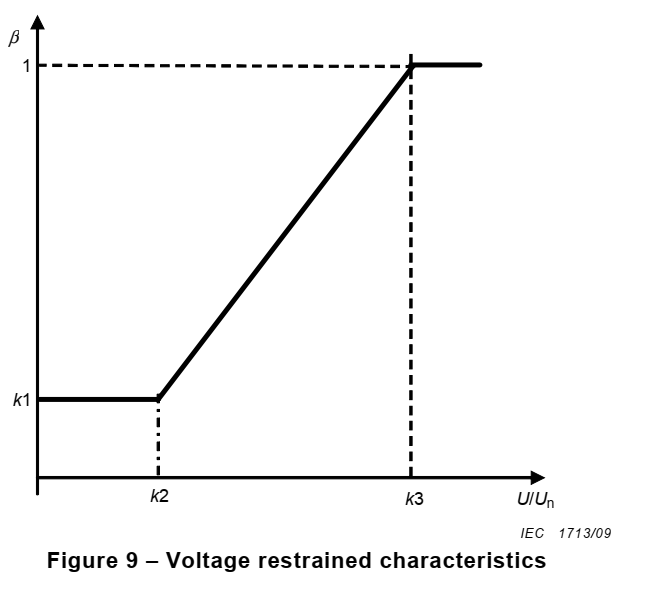 β
1
k1
k2
k3
U/Uₙ
IEC 1713/09
Figure 9 – Voltage restrained characteristics